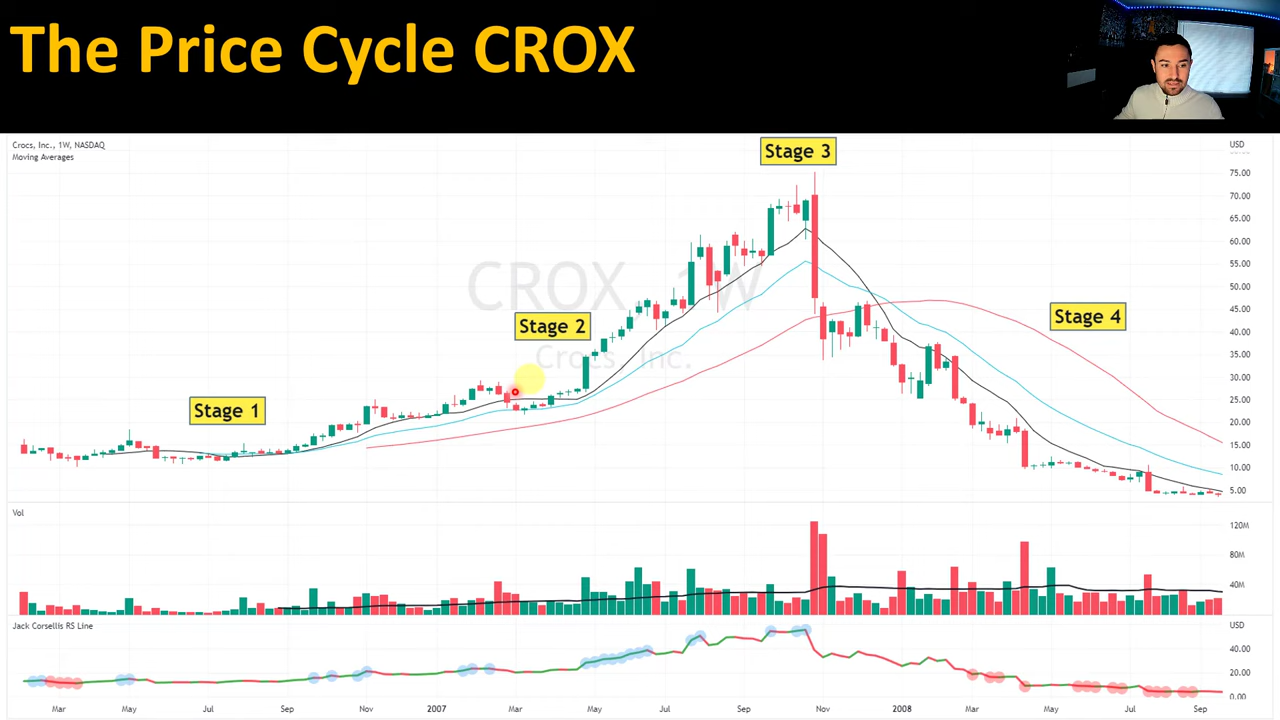 The Price Cycle CROX
Crocs, Inc., 1W, NASDAQ
Moving Averages
USD
Stage 3
75.00
70.00
65.00
60.00
55.00
50.00
45.00
40.00
35.00
30.00
25.00
20.00
15.00
10.00
5.00
CROX, 1W
Crocs, Inc.
Stage 2
Stage 4
Stage 1
Vol
120M
80M
40M
Jack Corsellis RS Line
USD
40.00
20.00
0.00
Mar May Jul Sep Nov 2007 Mar May Jul Sep Nov 2008 Mar May Jul Sep